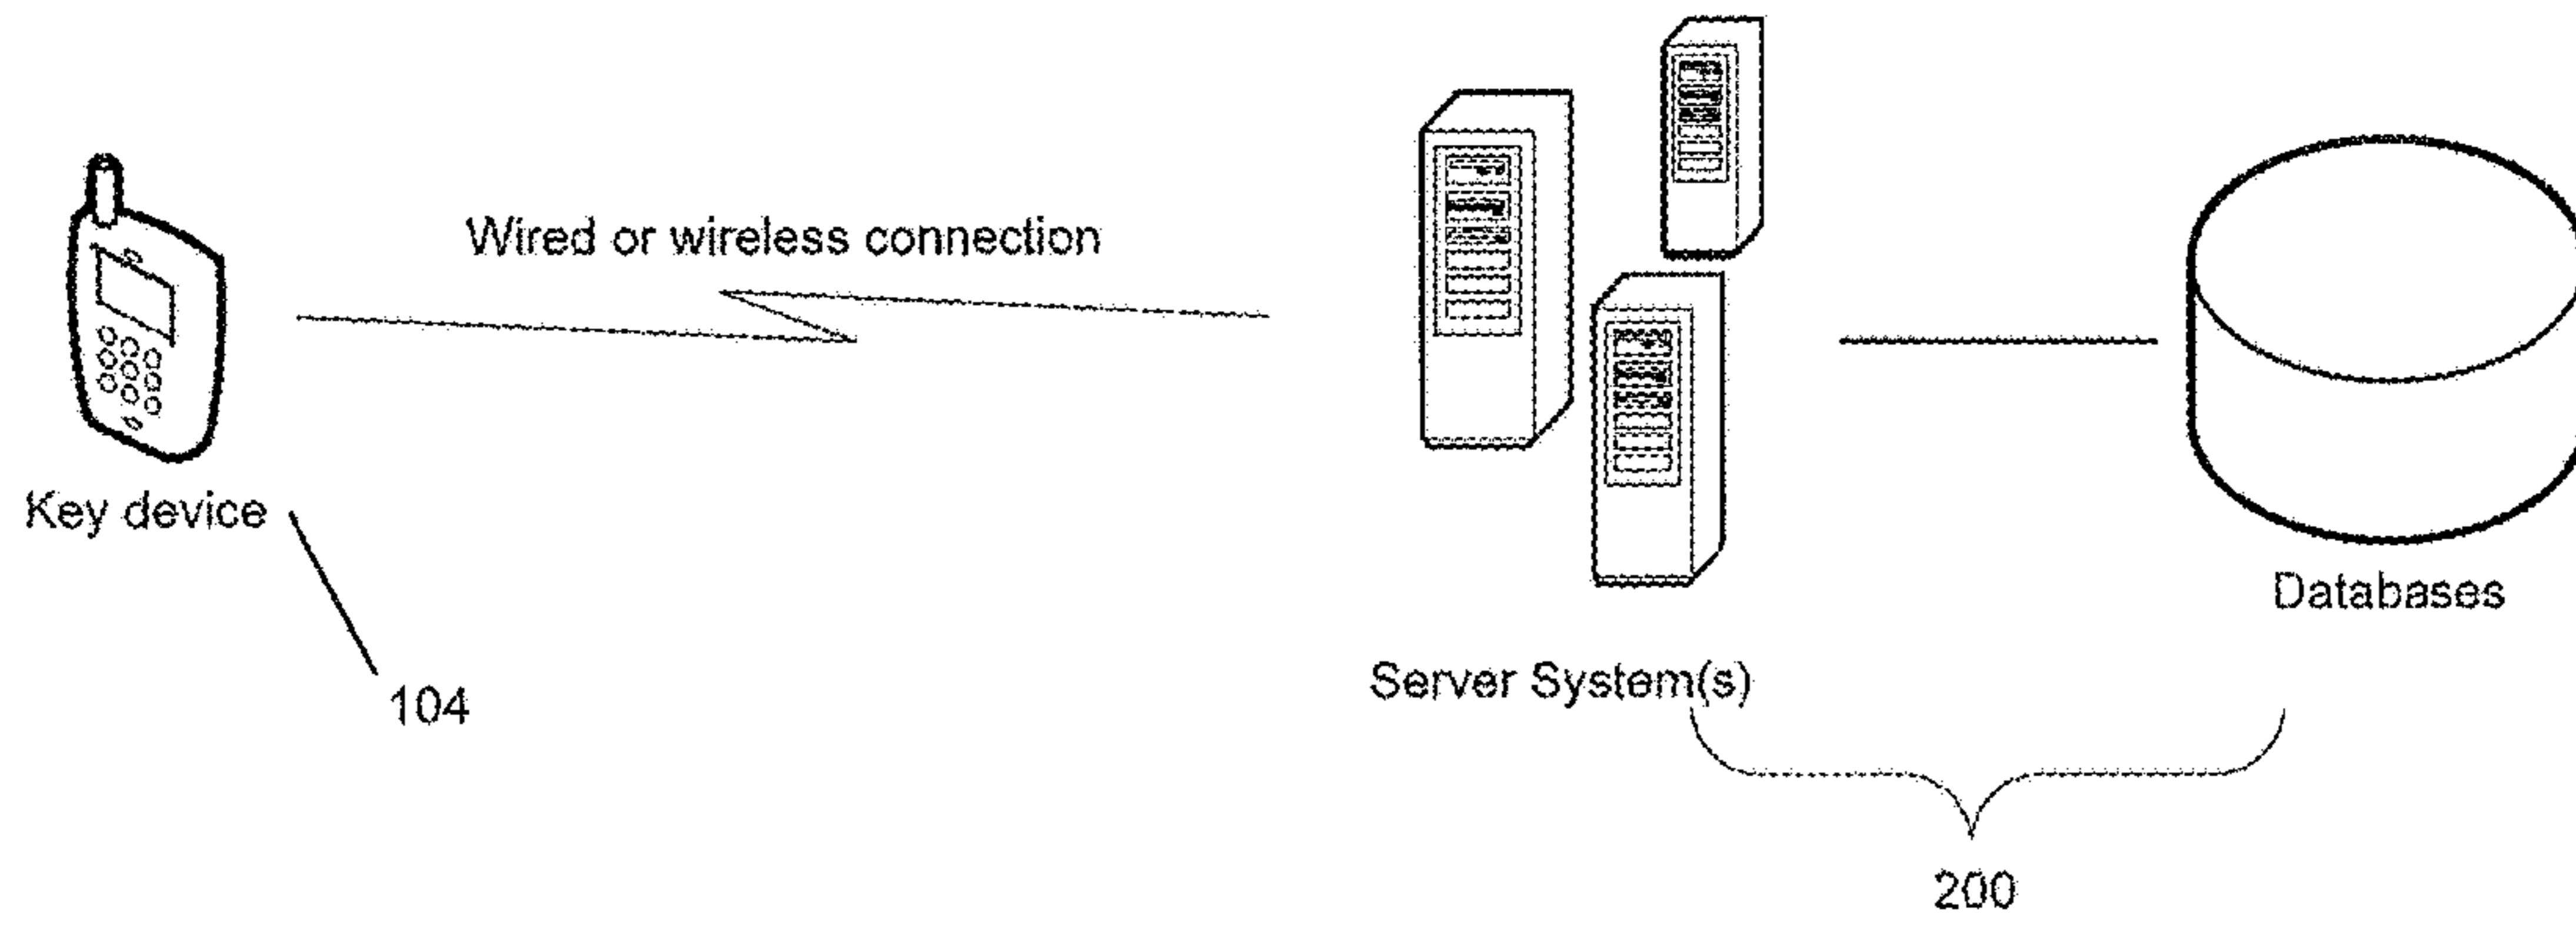 Wired or wireless connection
Key device
104
Server System(s)
Databases
200